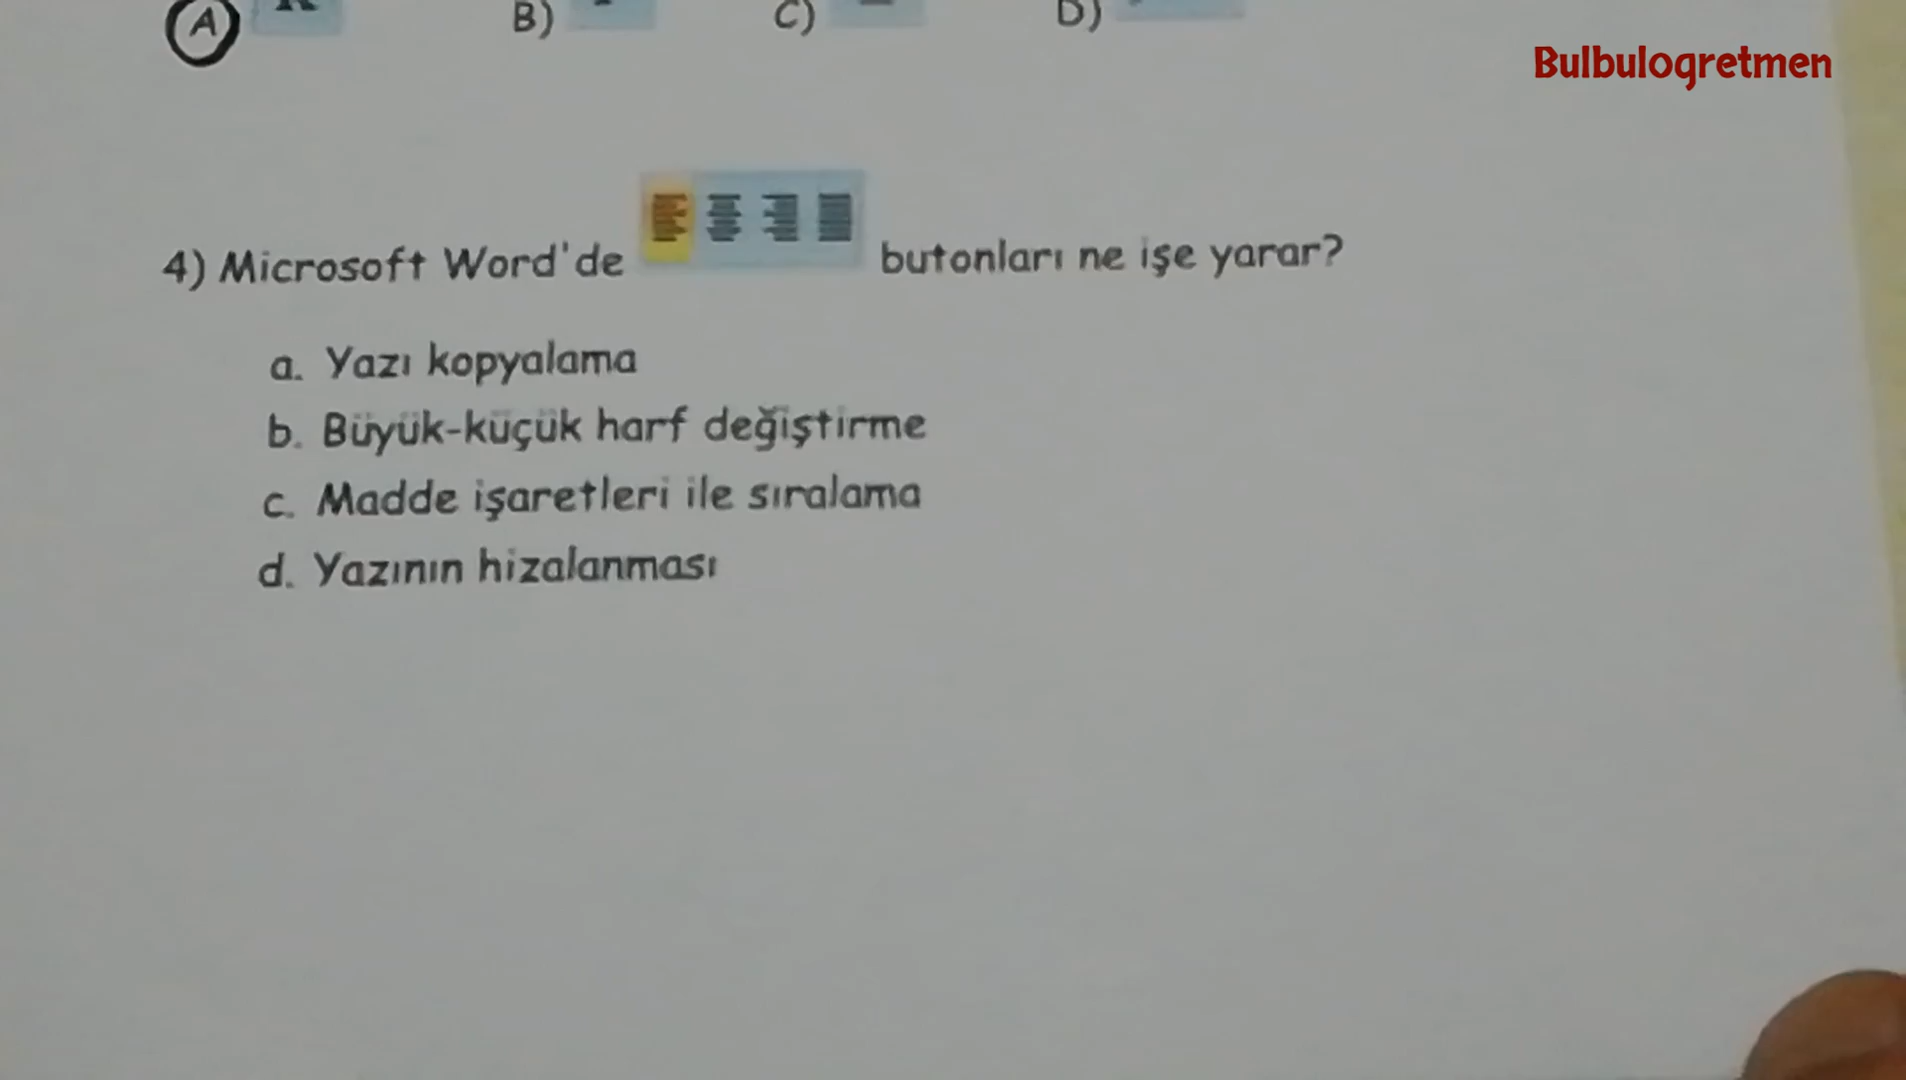 A B) C) D)
Bulbulogretmen
4) Microsoft Word'de butonları ne işe yarar?
a. Yazı kopyalama
b. Büyük-küçük harf değiştirme
c. Madde işaretleri ile sıralama
d. Yazının hizalanması